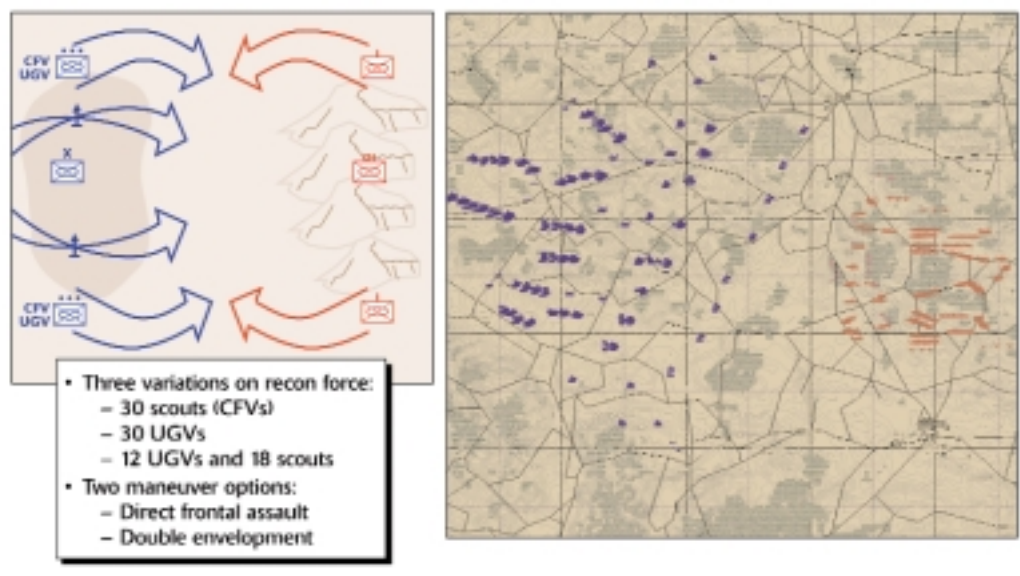 CFV
UGV
X
CFV
UGV
• Three variations on recon force:
– 30 scouts (CFVs)
– 30 UGVs
– 12 UGVs and 18 scouts
• Two maneuver options:
– Direct frontal assault
– Double envelopment